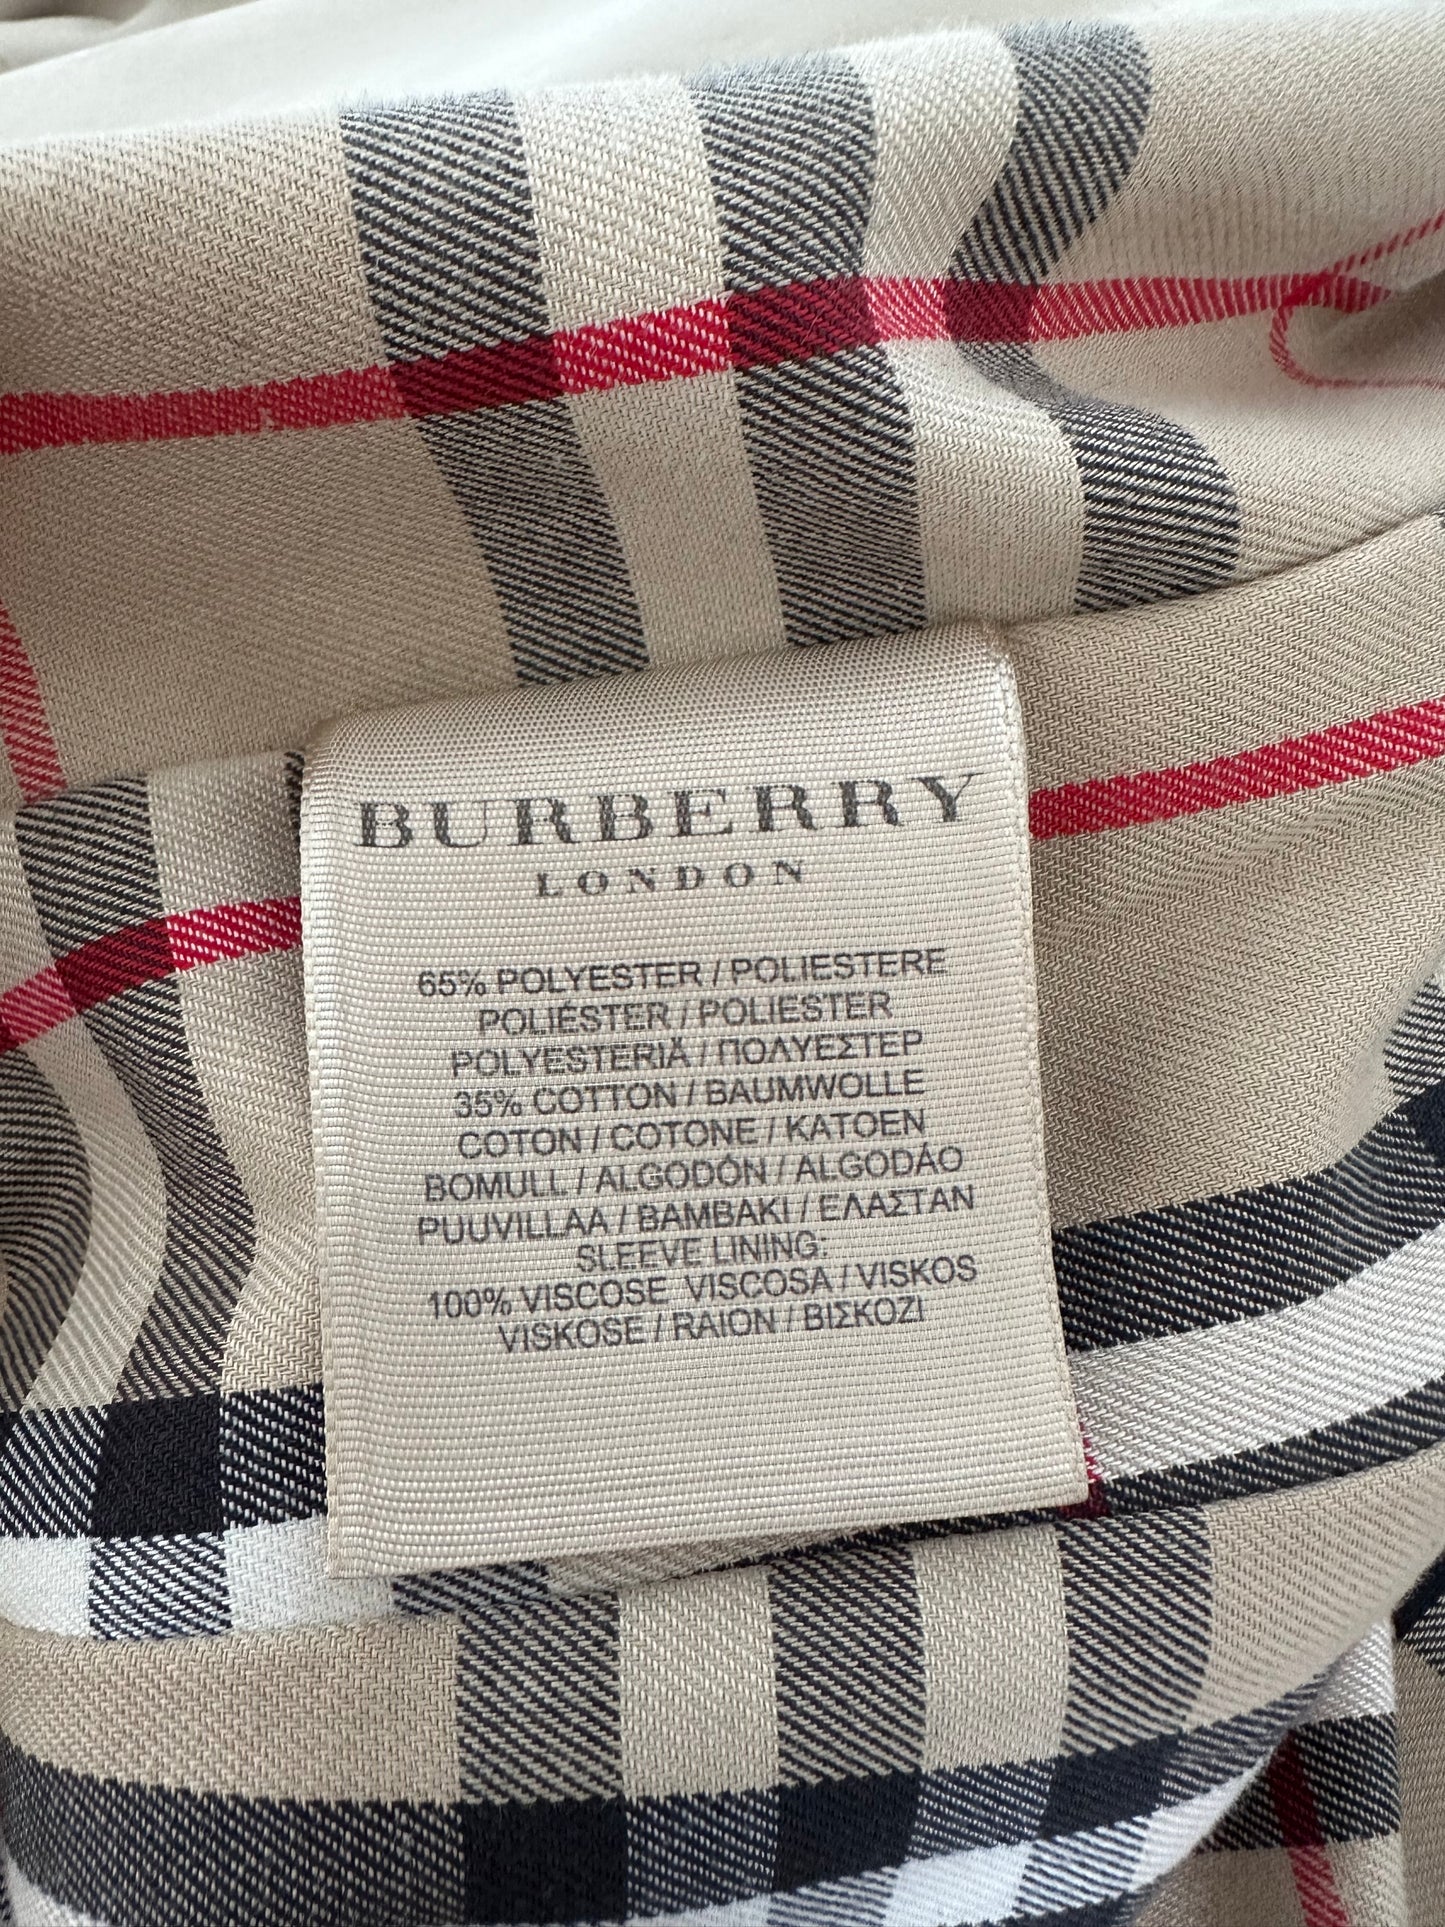 BURBERRY
LONDON
65% POLYESTER / POLIESTERE
POLIÉSTER / POLIESTER
POLYESTERIÄ / ΠΟΛΥΕΣΤΕΡ
35% COTTON / BAUMWOLLE
COTON / COTONE / KATOEN
BOMULL / ALGODÓN / ALGODÃO
PUUVILLAA / BAMBAKI / ΕΛΑΣΤΑΝ
SLEEVE LINING:
100% VISCOSE VISCOSA / VISKOS
VISKOSE / RAION / ΒΙΣΚΟΖΙ